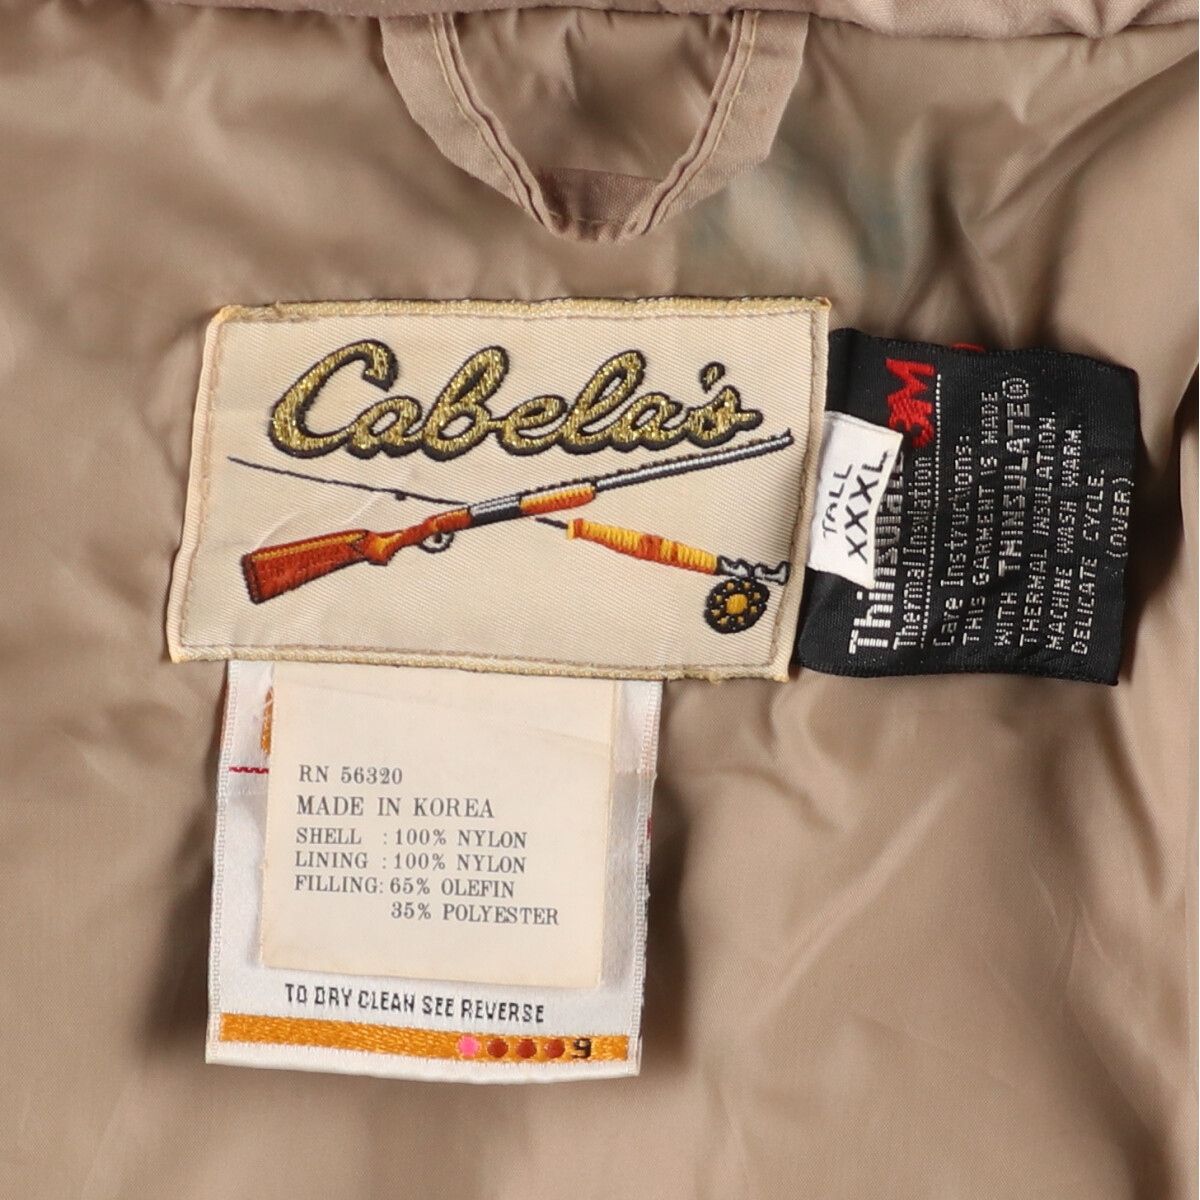 Cabela's
TALL
XXXL
3M
Thermal Insulation
Care Instructions:
THIS GARMENT IS MADE
WITH THINSULATE®
THERMAL INSULATION.
MACHINE WASH WARM.
DELICATE CYCLE.
(OVER)
RN 56320
MADE IN KOREA
SHELL : 100% NYLON
LINING : 100% NYLON
FILLING: 65% OLEFIN
35% POLYESTER
TO DRY CLEAN SEE REVERSE
9